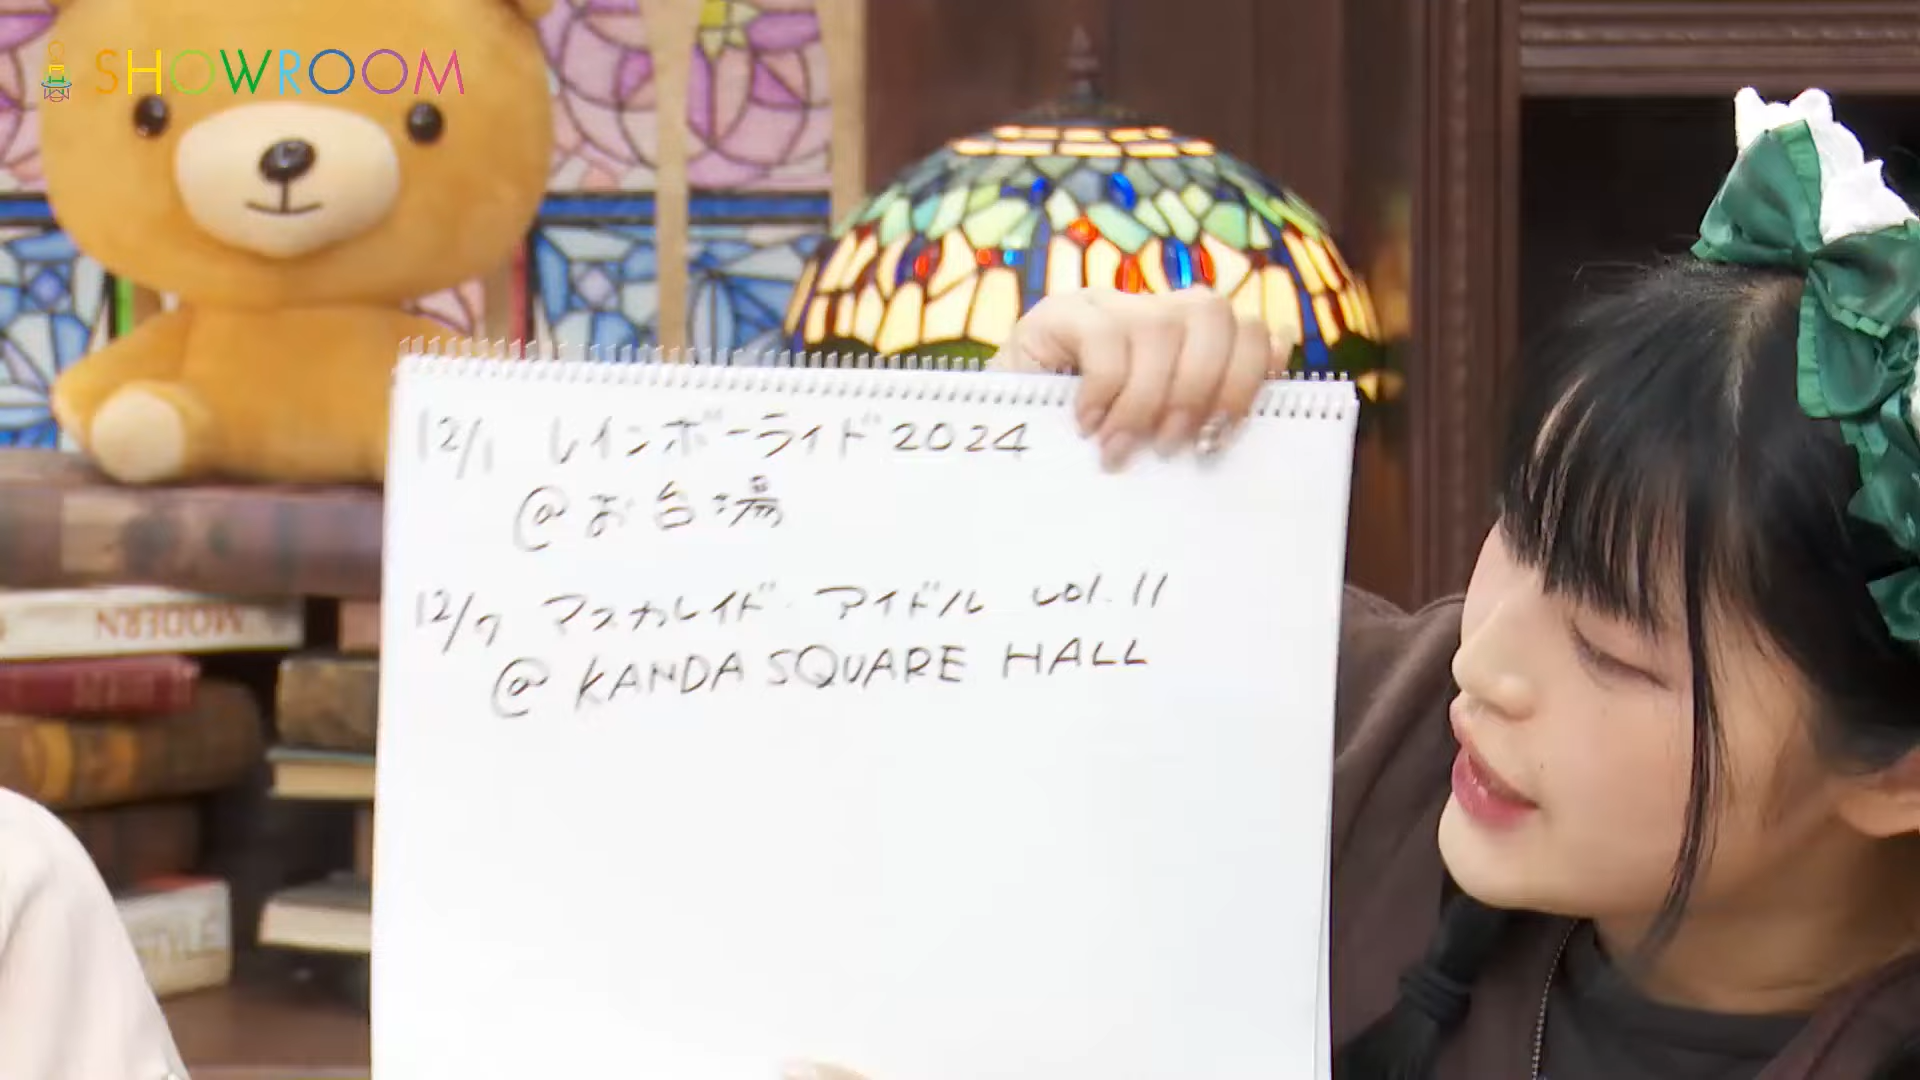 SHOWROOM
12/1 レインボーライド2024
@お台場
12/7 マスカレイド・アイドル vol.11
@ KANDA SQUARE HALL
MODERN